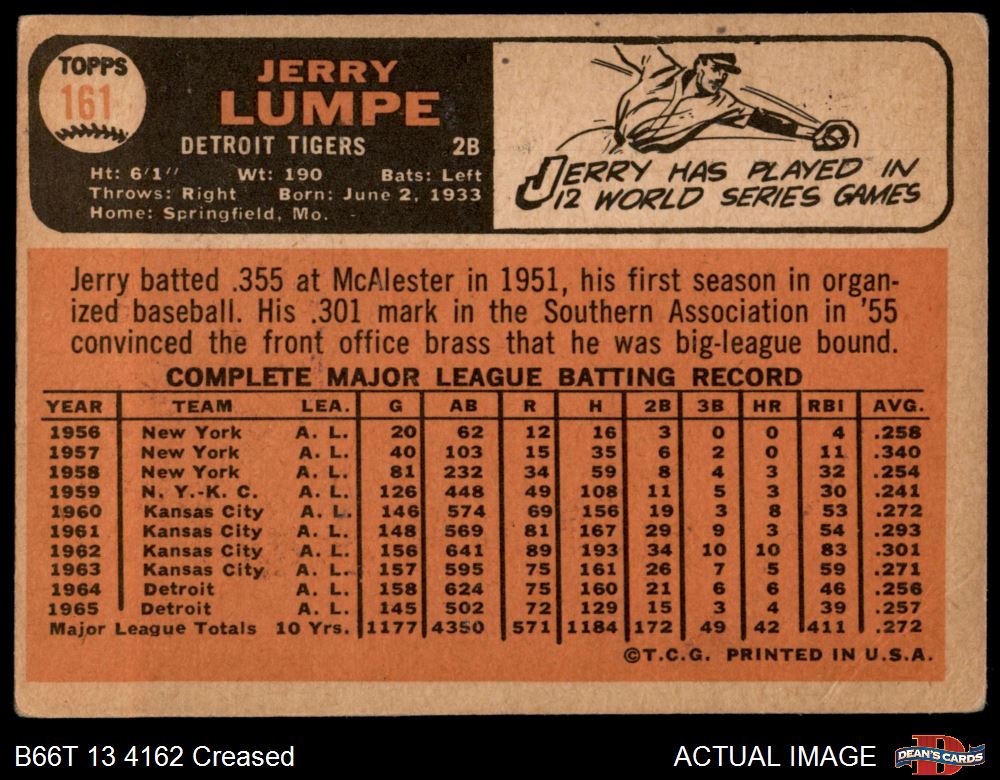 TOPPS
161
JERRY
LUMPE
DETROIT TIGERS 2B
Ht: 6'1" Wt: 190 Bats: Left
Throws: Right Born: June 2, 1933
Home: Springfield, Mo.
JERRY HAS PLAYED IN
12 WORLD SERIES GAMES
Jerry batted .355 at McAlester in 1951, his first season in organ-
ized baseball. His .301 mark in the Southern Association in '55
convinced the front office brass that he was big-league bound.
COMPLETE MAJOR LEAGUE BATTING RECORD
YEAR TEAM LEA. G AB R H 2B 3B HR RBI AVG.
1956 New York A. L. 20 62 12 16 3 0 0 4 .258
1957 New York A. L. 40 103 15 35 6 2 0 11 .340
1958 New York A. L. 81 232 34 59 8 4 3 32 .254
1959 N. Y.-K. C. A. L. 126 448 49 108 11 5 3 30 .241
1960 Kansas City A. L. 146 574 69 156 19 3 8 53 .272
1961 Kansas City A. L. 148 569 81 167 29 9 3 54 .293
1962 Kansas City A. L. 156 641 89 193 34 10 10 83 .301
1963 Kansas City A. L. 157 595 75 161 26 7 5 59 .271
1964 Detroit A. L. 158 624 75 160 21 6 6 46 .256
1965 Detroit A. L. 145 502 72 129 15 3 4 39 .257
Major League Totals 10 Yrs. 1177 4350 571 1184 172 49 42 411 .272
©T.C.G. PRINTED IN U.S.A.
B66T 13 4162 Creased
ACTUAL IMAGE
DEAN'S CARDS